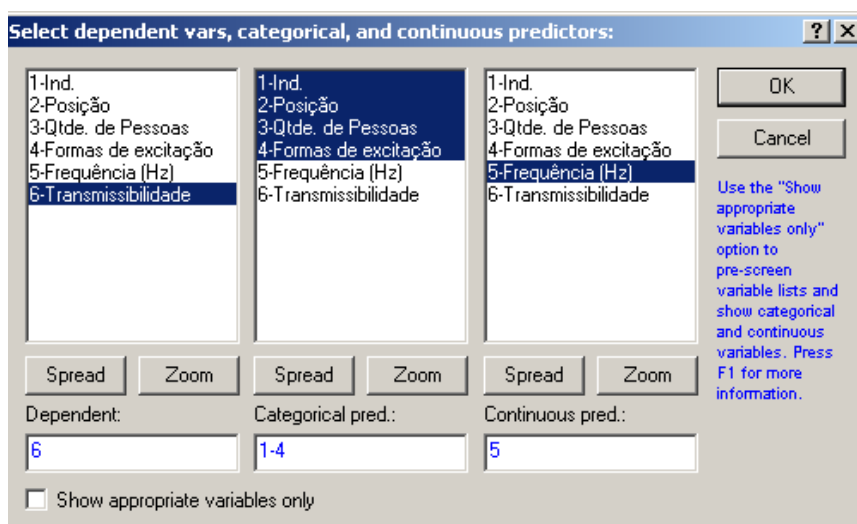 Select dependent vars, categorical, and continuous predictors:
1-Ind.
2-Posição
3-Qtde. de Pessoas
4-Formas de excitação
5-Frequência (Hz)
6-Transmissibilidade
1-Ind.
2-Posição
3-Qtde. de Pessoas
4-Formas de excitação
5-Frequência (Hz)
6-Transmissibilidade
1-Ind.
2-Posição
3-Qtde. de Pessoas
4-Formas de excitação
5-Frequência (Hz)
6-Transmissibilidade
OK
Cancel
Use the "Show
appropriate
variables only"
option to
pre-screen
variable lists and
show categorical
and continuous
variables. Press
F1 for more
information.
Spread Zoom Spread Zoom Spread Zoom
Dependent: Categorical pred.: Continuous pred.:
6 1-4 5
Show appropriate variables only